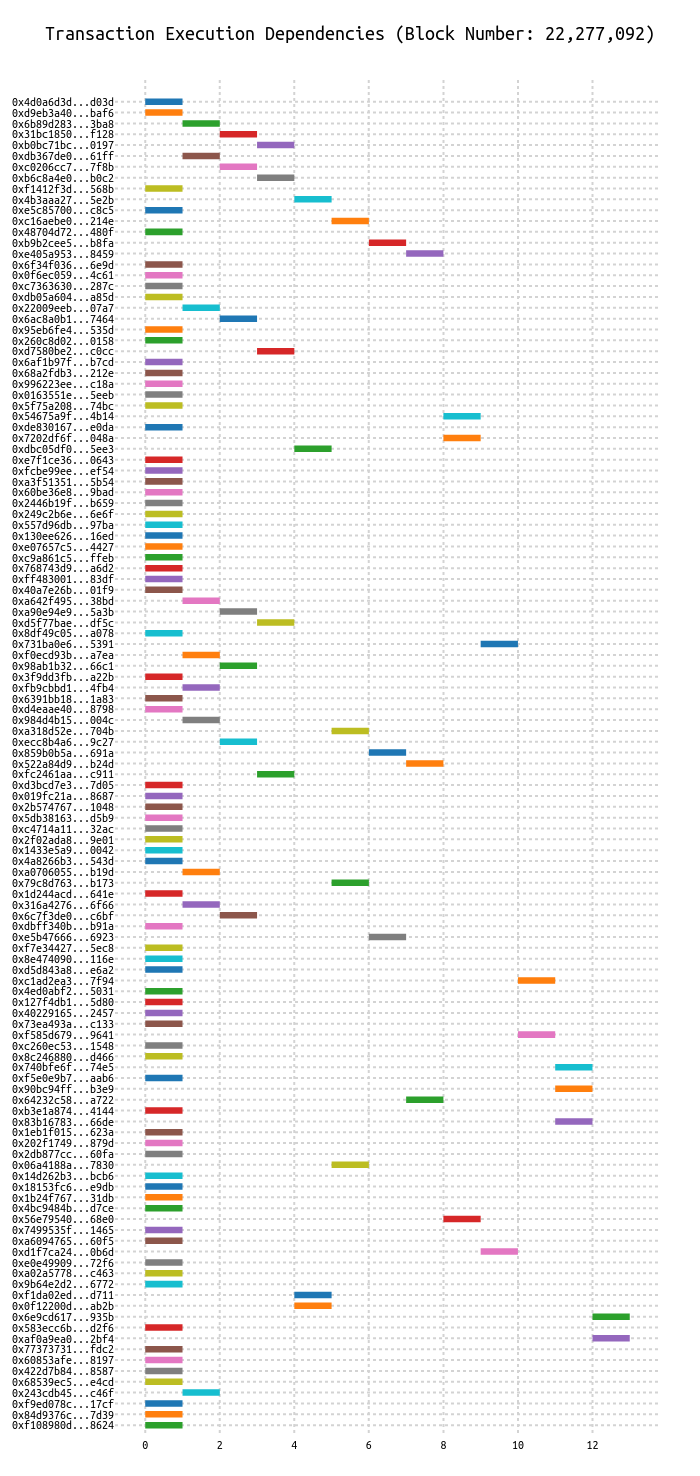 Transaction Execution Dependencies (Block Number: 22,277,092)
0x4d0a6d3d...d03d
0xd9eb3a40...baf6
0x6b89d283...3ba8
0x31bc1850...f128
0xb0bc71bc...0197
0xdb367de0...61ff
0xc0206cc7...7f8b
0xb6c8a4e0...b0c2
0xf1412f3d...568b
0x4b3aaa27...5e2b
0xe5c85700...c8c5
0xc16aebe0...214e
0x48704d72...480f
0xb9b2cee5...b8fa
0xe405a953...8459
0x6f34f036...6e9d
0x0f6ec059...4c61
0xc7363630...287c
0xdb05a604...a85d
0x22009eeb...07a7
0x6ac8a0b1...7464
0x95eb6fe4...535d
0x260c8d02...0158
0xd7580be2...c0cc
0x6af1b97f...b7cd
0x68a2fdb3...212e
0x996223ee...c18a
0x0163551e...5eeb
0x5f75a208...74bc
0x54675a9f...4b14
0xde830167...e0da
0x7202df6f...048a
0xdbc05df0...5ee3
0xe7f1ce36...0643
0xfcbe99ee...ef54
0xa3f51351...5b54
0x60be36e8...9bad
0x2446b19f...b659
0x249c2b6e...6e6f
0x557d96db...97ba
0x130ee626...16ed
0xe07657c5...4427
0xc9a861c5...ffeb
0x768743d9...a6d2
0xff483001...83df
0x40a7e26b...01f9
0xa642f495...38bd
0xa90e94e9...5a3b
0xd5f77bae...df5c
0x8df49c05...a078
0x731ba0e6...5391
0xf0ecd93b...a7ea
0x98ab1b32...66c1
0x3f9dd3fb...a22b
0xfb9cbbd1...4fb4
0x6391bb18...1a83
0xd4eaae40...8798
0x984d4b15...004c
0xa318d52e...704b
0xecc8b4a6...9c27
0x859b0b5a...691a
0x522a84d9...b24d
0xfc2461aa...c911
0xd3bcd7e3...7d05
0x019fc21a...8687
0x2b574767...1048
0x5db38163...d5b9
0xc4714a11...32ac
0x2f02ada8...9e01
0x1433e5a9...0042
0x4a8266b3...543d
0xa0706055...b19d
0x79c8d763...b173
0x1d244acd...641e
0x316a4276...6f66
0x6c7f3de0...c6bf
0xdbff340b...b91a
0xe5b47666...6923
0xf7e34427...5ec8
0x8e474090...116e
0xd5d843a8...e6a2
0xc1ad2ea3...7f94
0x4ed0abf2...5031
0x127f4db1...5d80
0x40229165...2457
0x73ea493a...c133
0xf585d679...9641
0xc260ec53...1548
0x8c246880...d466
0x740bfe6f...74e5
0xf5e0e9b7...aab6
0x90bc94ff...b3e9
0x64232c58...a722
0xb3e1a874...4144
0x83b16783...66de
0x1eb1f015...623a
0x202f1749...879d
0x2db877cc...60fa
0x06a4188a...7830
0x14d262b3...bcb6
0x18153fc6...e9db
0x1b24f767...31db
0x4bc9484b...d7ce
0x56e79540...68e0
0x7499535f...1465
0xa6094765...60f5
0xd1f7ca24...0b6d
0xe0e49909...72f6
0xa02a5778...c463
0x9b64e2d2...6772
0xf1da02ed...d711
0x0f12200d...ab2b
0x6e9cd617...935b
0x583ecc6b...d2f6
0xaf0a9ea0...2bf4
0x77373731...fdc2
0x60853afe...8197
0x422d7b84...8587
0x68539ec5...e4cd
0x243cdb45...c46f
0xf9ed078c...17cf
0x84d9376c...7d39
0xf108980d...8624
0 2 4 6 8 10 12